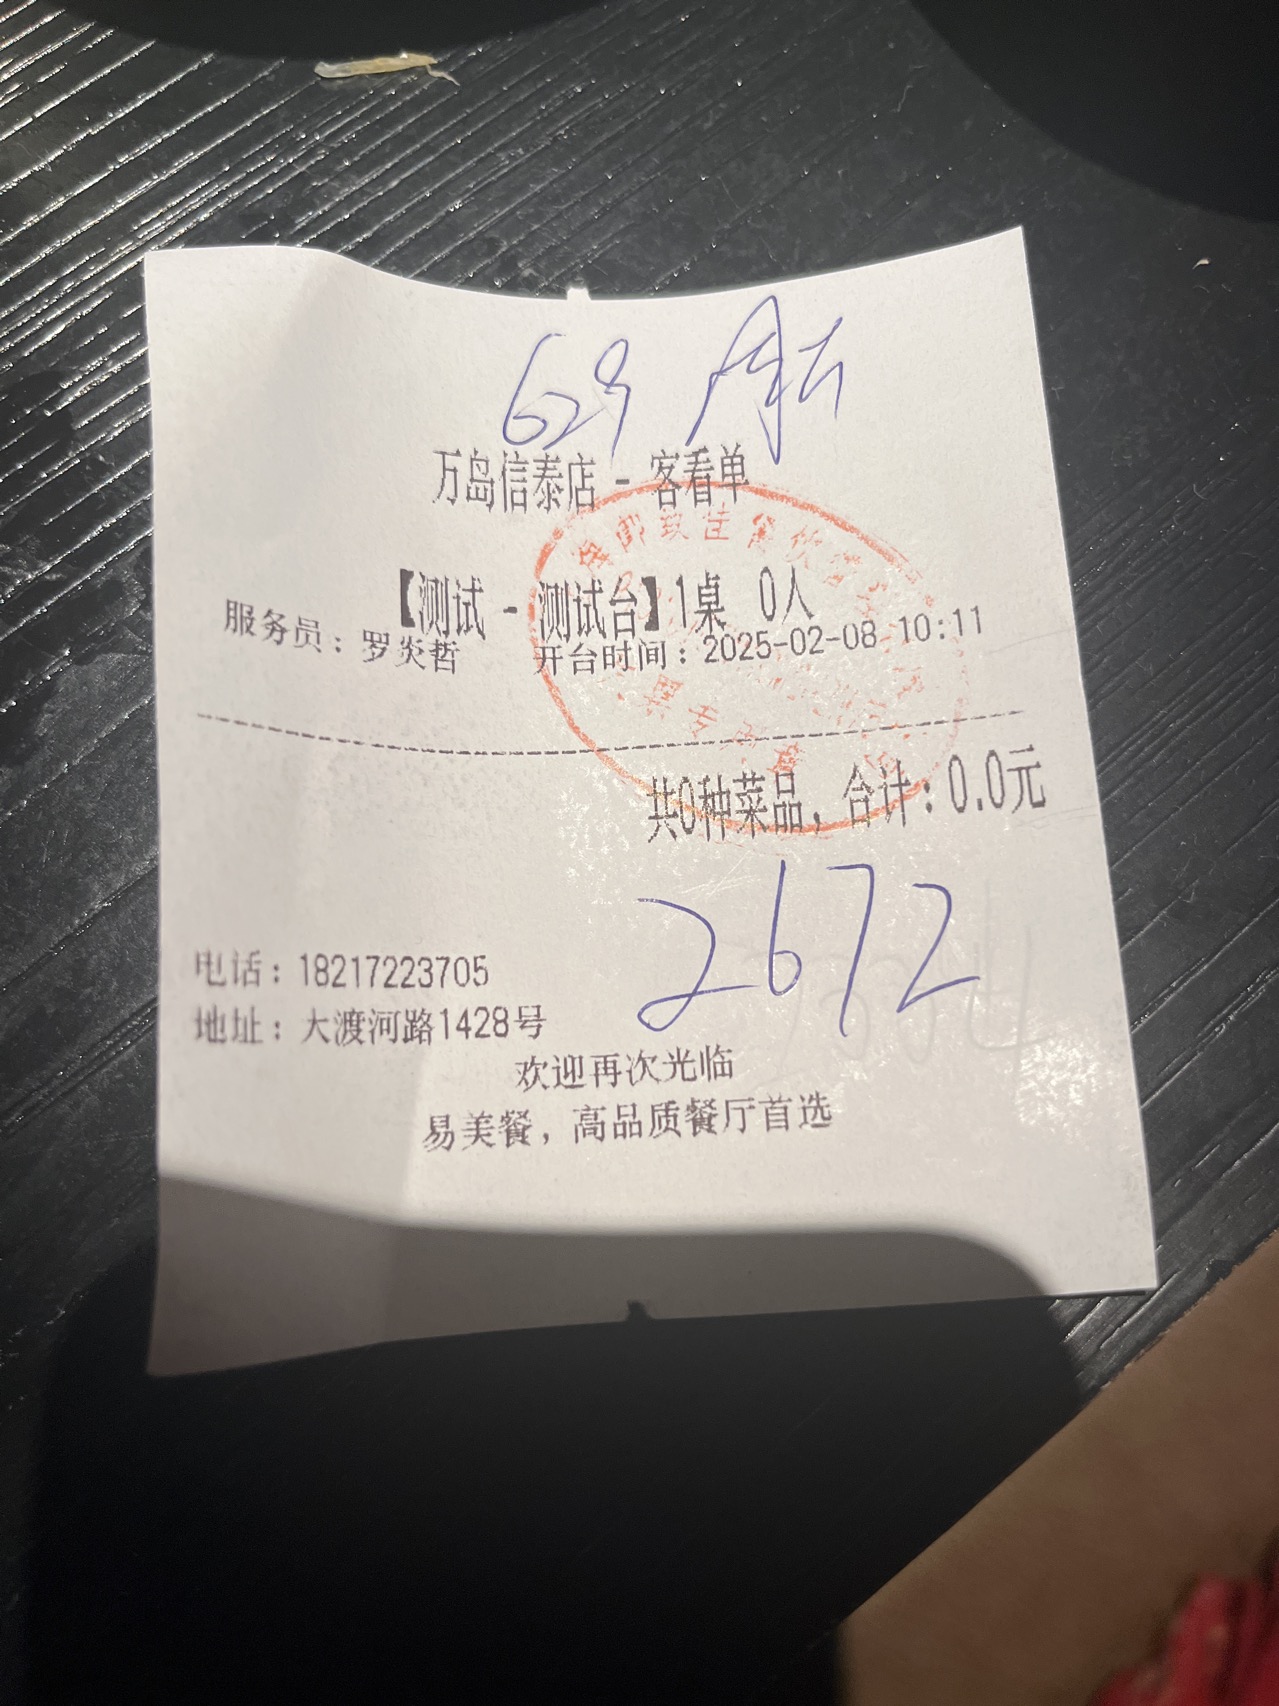 629
万岛信泰店 - 客看单
【测试 - 测试台】1桌 0人
服务员：罗炎哲 开台时间：2025-02-08 10:11
共0种菜品，合计：0.0元
2672
电话：18217223705
地址：大渡河路1428号
欢迎再次光临
易美餐，高品质餐厅首选